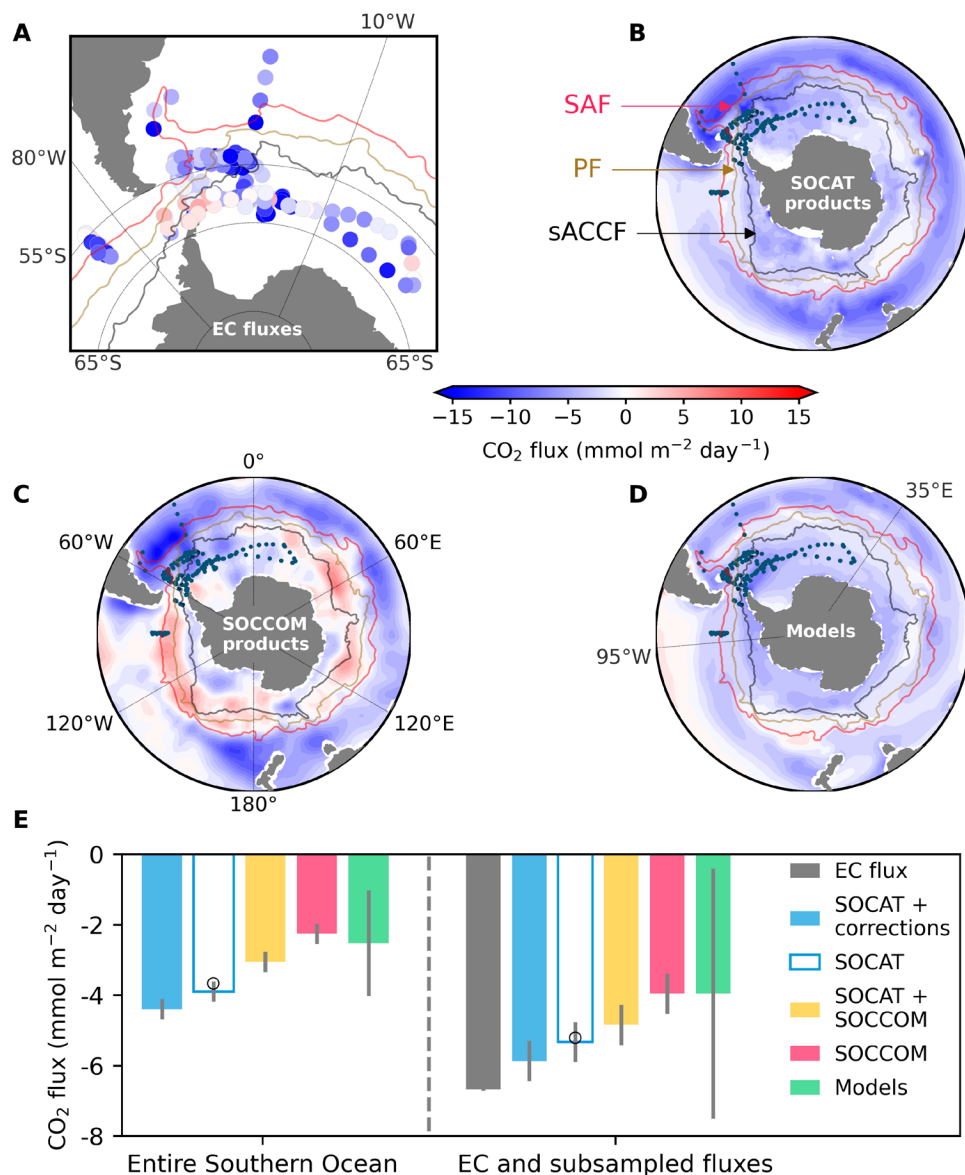 A
10°W
80°W
55°S
65°S
65°S
EC fluxes
B
SAF
PF
sACCF
SOCAT
products
−15 −10 −5 0 5 10 15
CO₂ flux (mmol m⁻² day⁻¹)
C
0°
60°W
60°E
120°W
120°E
180°
SOCCOM
products
D
35°E
95°W
Models
E
CO₂ flux (mmol m⁻² day⁻¹)
0
-2
-4
-6
-8
Entire Southern Ocean
EC and subsampled fluxes
EC flux
SOCAT +
corrections
SOCAT
SOCAT +
SOCCOM
SOCCOM
Models